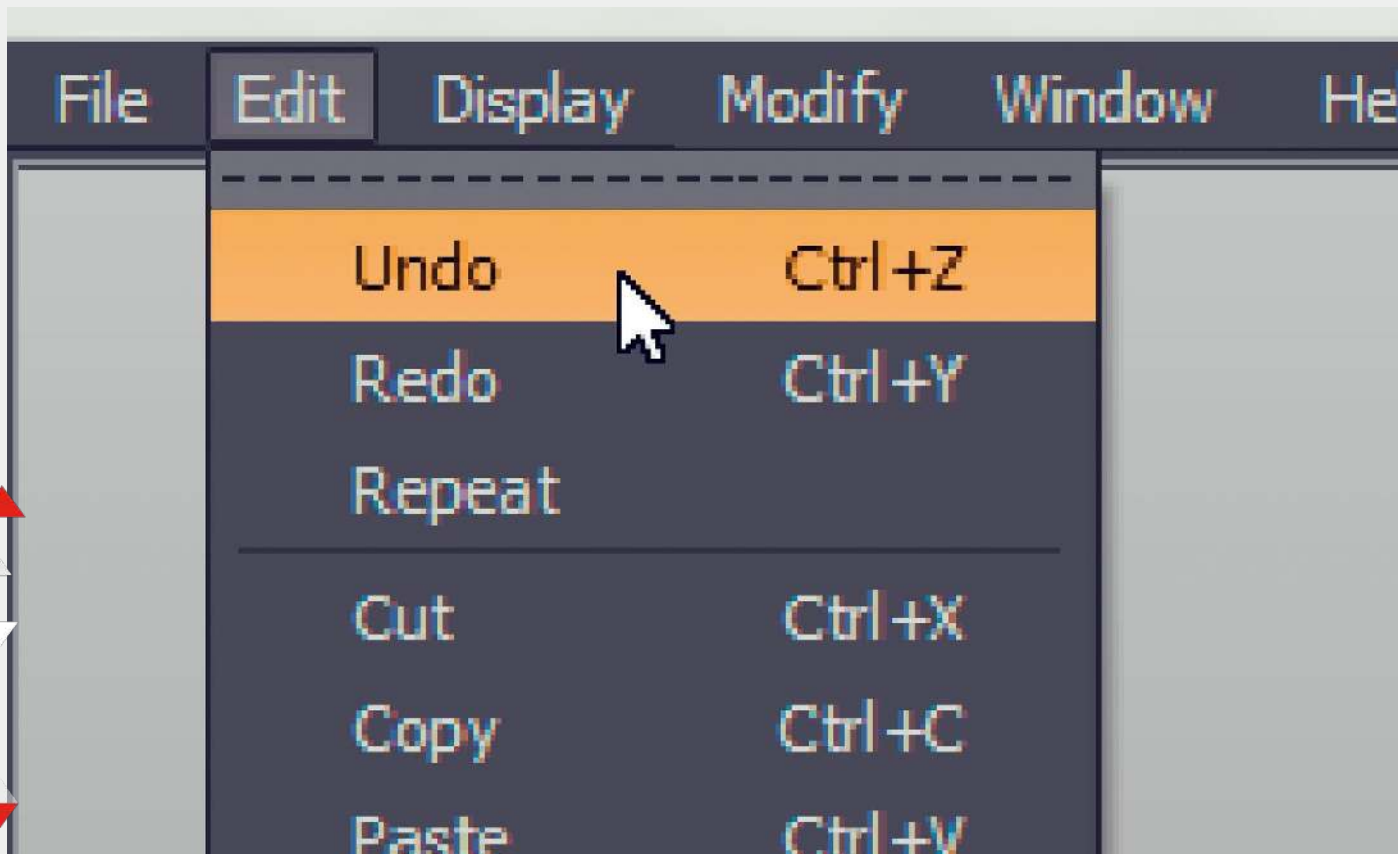 File Edit Display Modify Window He
Undo Ctrl+Z
Redo Ctrl+Y
Repeat
Cut Ctrl+X
Copy Ctrl+C
Paste Ctrl+V